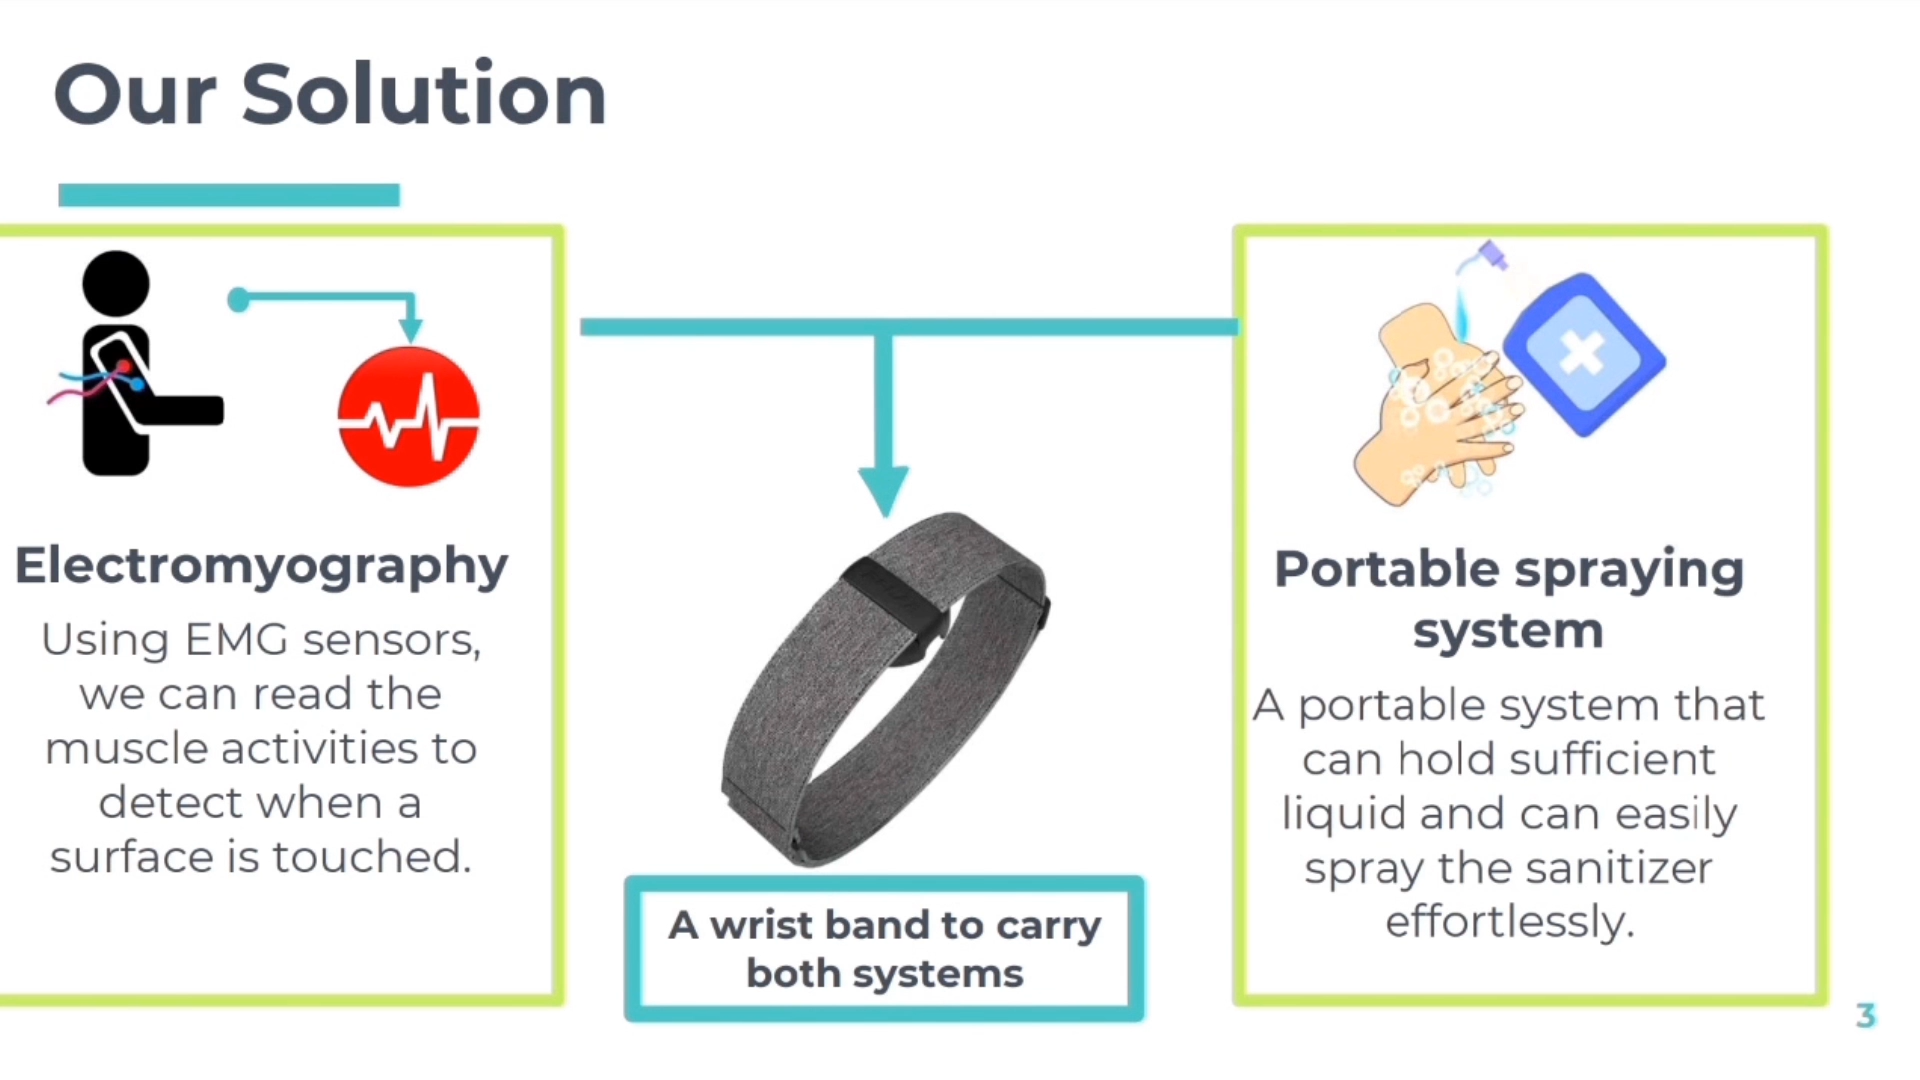 Our Solution
Electromyography
Using EMG sensors,
we can read the
muscle activities to
detect when a
surface is touched.
A wrist band to carry
both systems
Portable spraying
system
A portable system that
can hold sufficient
liquid and can easily
spray the sanitizer
effortlessly.
3